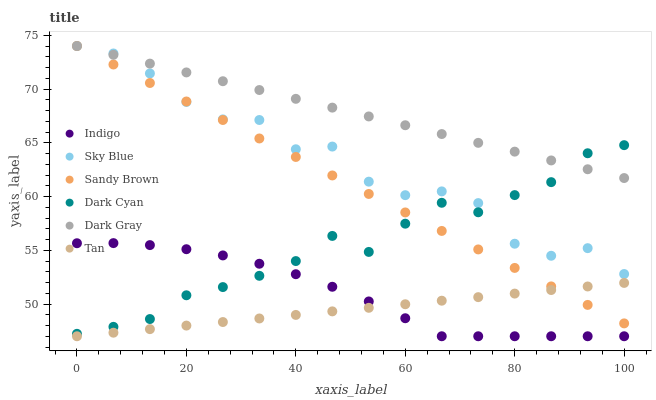 title
75
70
65
60
55
50
0
20
40
60
80
100
xaxis_label
yaxis_label
Indigo
Sky Blue
Sandy Brown
Dark Cyan
Dark Gray
Tan